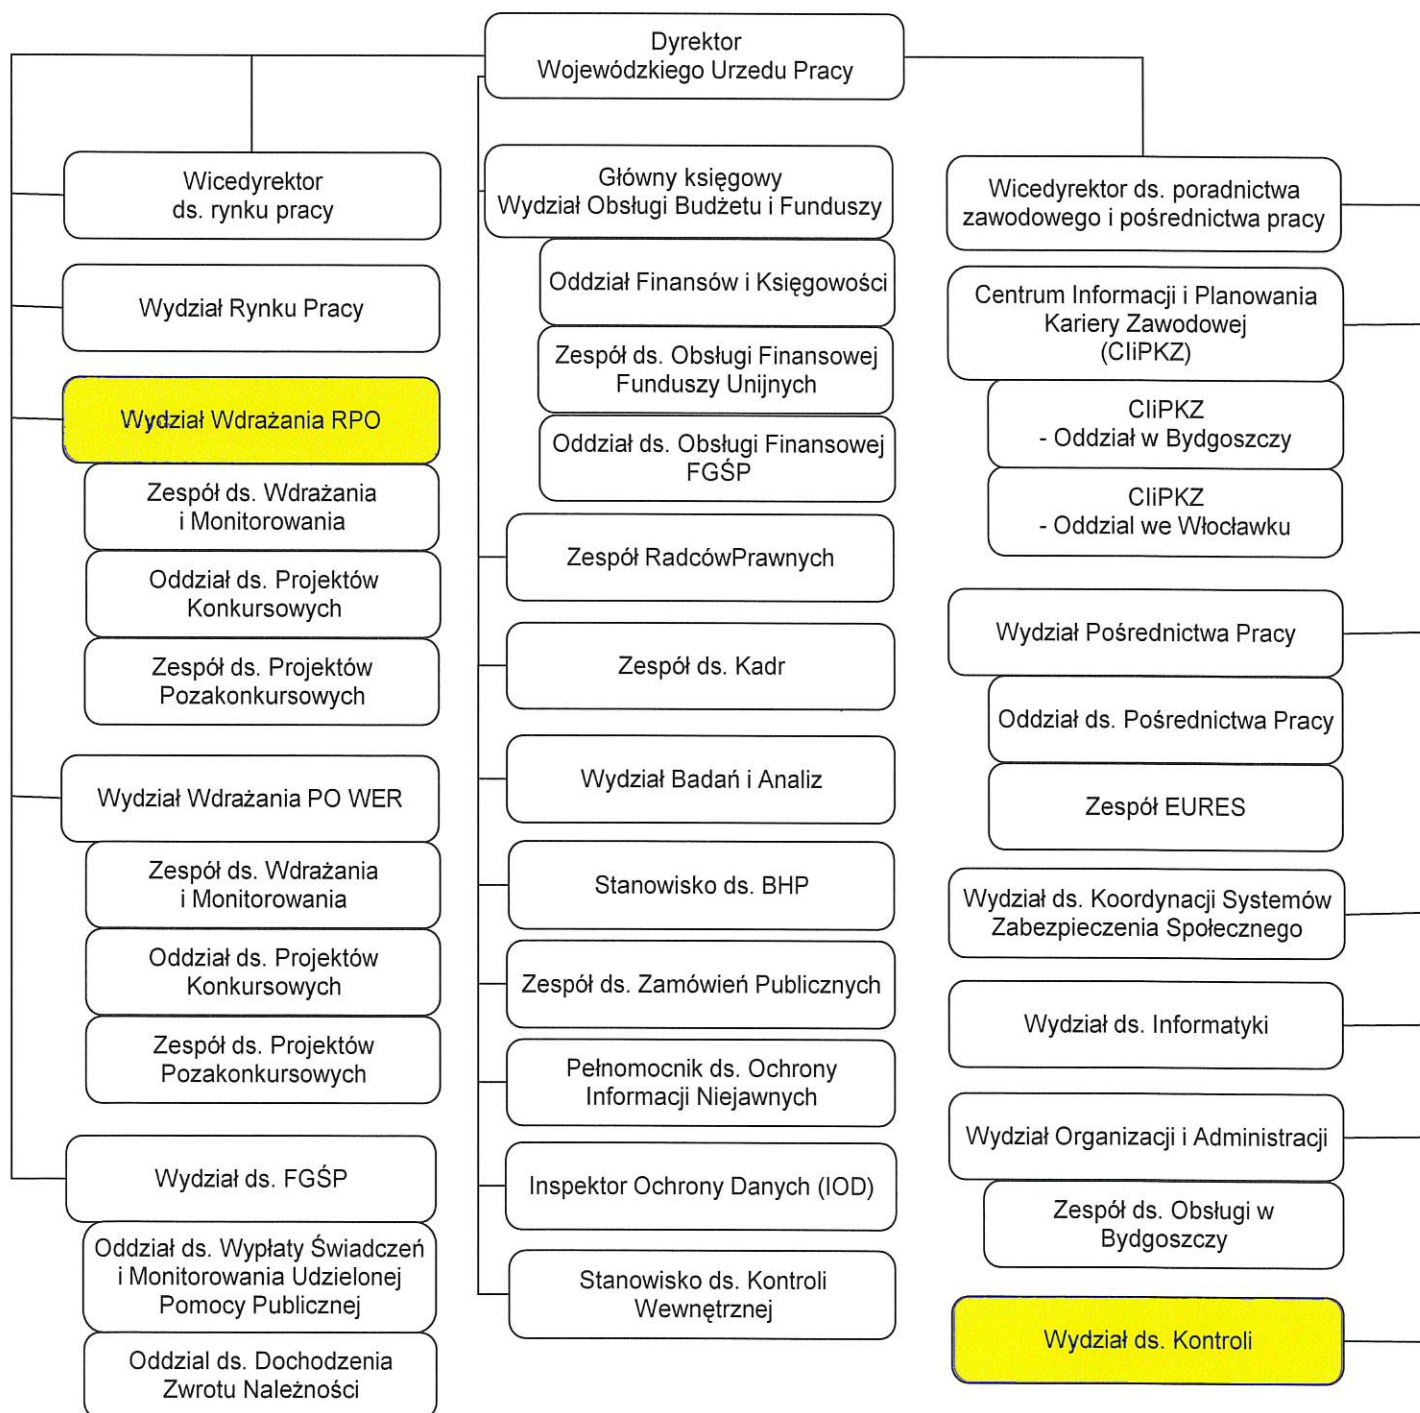 Dyrektor
Wojewódzkiego Urzedu Pracy
Wicedyrektor
ds. rynku pracy
Wydział Rynku Pracy
Wydział Wdrażania RPO
Zespół ds. Wdrażania
i Monitorowania
Oddział ds. Projektów
Konkursowych
Zespół ds. Projektów
Pozakonkursowych
Wydział Wdrażania PO WER
Zespół ds. Wdrażania
i Monitorowania
Oddział ds. Projektów
Konkursowych
Zespół ds. Projektów
Pozakonkursowych
Wydział ds. FGŚP
Oddział ds. Wypłaty Świadczeń
i Monitorowania Udzielonej
Pomocy Publicznej
Oddzial ds. Dochodzenia
Zwrotu Należności
Główny księgowy
Wydział Obsługi Budżetu i Funduszy
Oddział Finansów i Księgowości
Zespół ds. Obsługi Finansowej
Funduszy Unijnych
Oddział ds. Obsługi Finansowej
FGŚP
Zespół RadcówPrawnych
Zespół ds. Kadr
Wydział Badań i Analiz
Stanowisko ds. BHP
Zespół ds. Zamówień Publicznych
Pełnomocnik ds. Ochrony
Informacji Niejawnych
Inspektor Ochrony Danych (IOD)
Stanowisko ds. Kontroli
Wewnętrznej
Wicedyrektor ds. poradnictwa
zawodowego i pośrednictwa pracy
Centrum Informacji i Planowania
Kariery Zawodowej
(CIiPKZ)
CIiPKZ
- Oddział w Bydgoszczy
CIiPKZ
- Oddzial we Włocławku
Wydział Pośrednictwa Pracy
Oddział ds. Pośrednictwa Pracy
Zespół EURES
Wydział ds. Koordynacji Systemów
Zabezpieczenia Społecznego
Wydział ds. Informatyki
Wydział Organizacji i Administracji
Zespół ds. Obsługi w
Bydgoszczy
Wydział ds. Kontroli